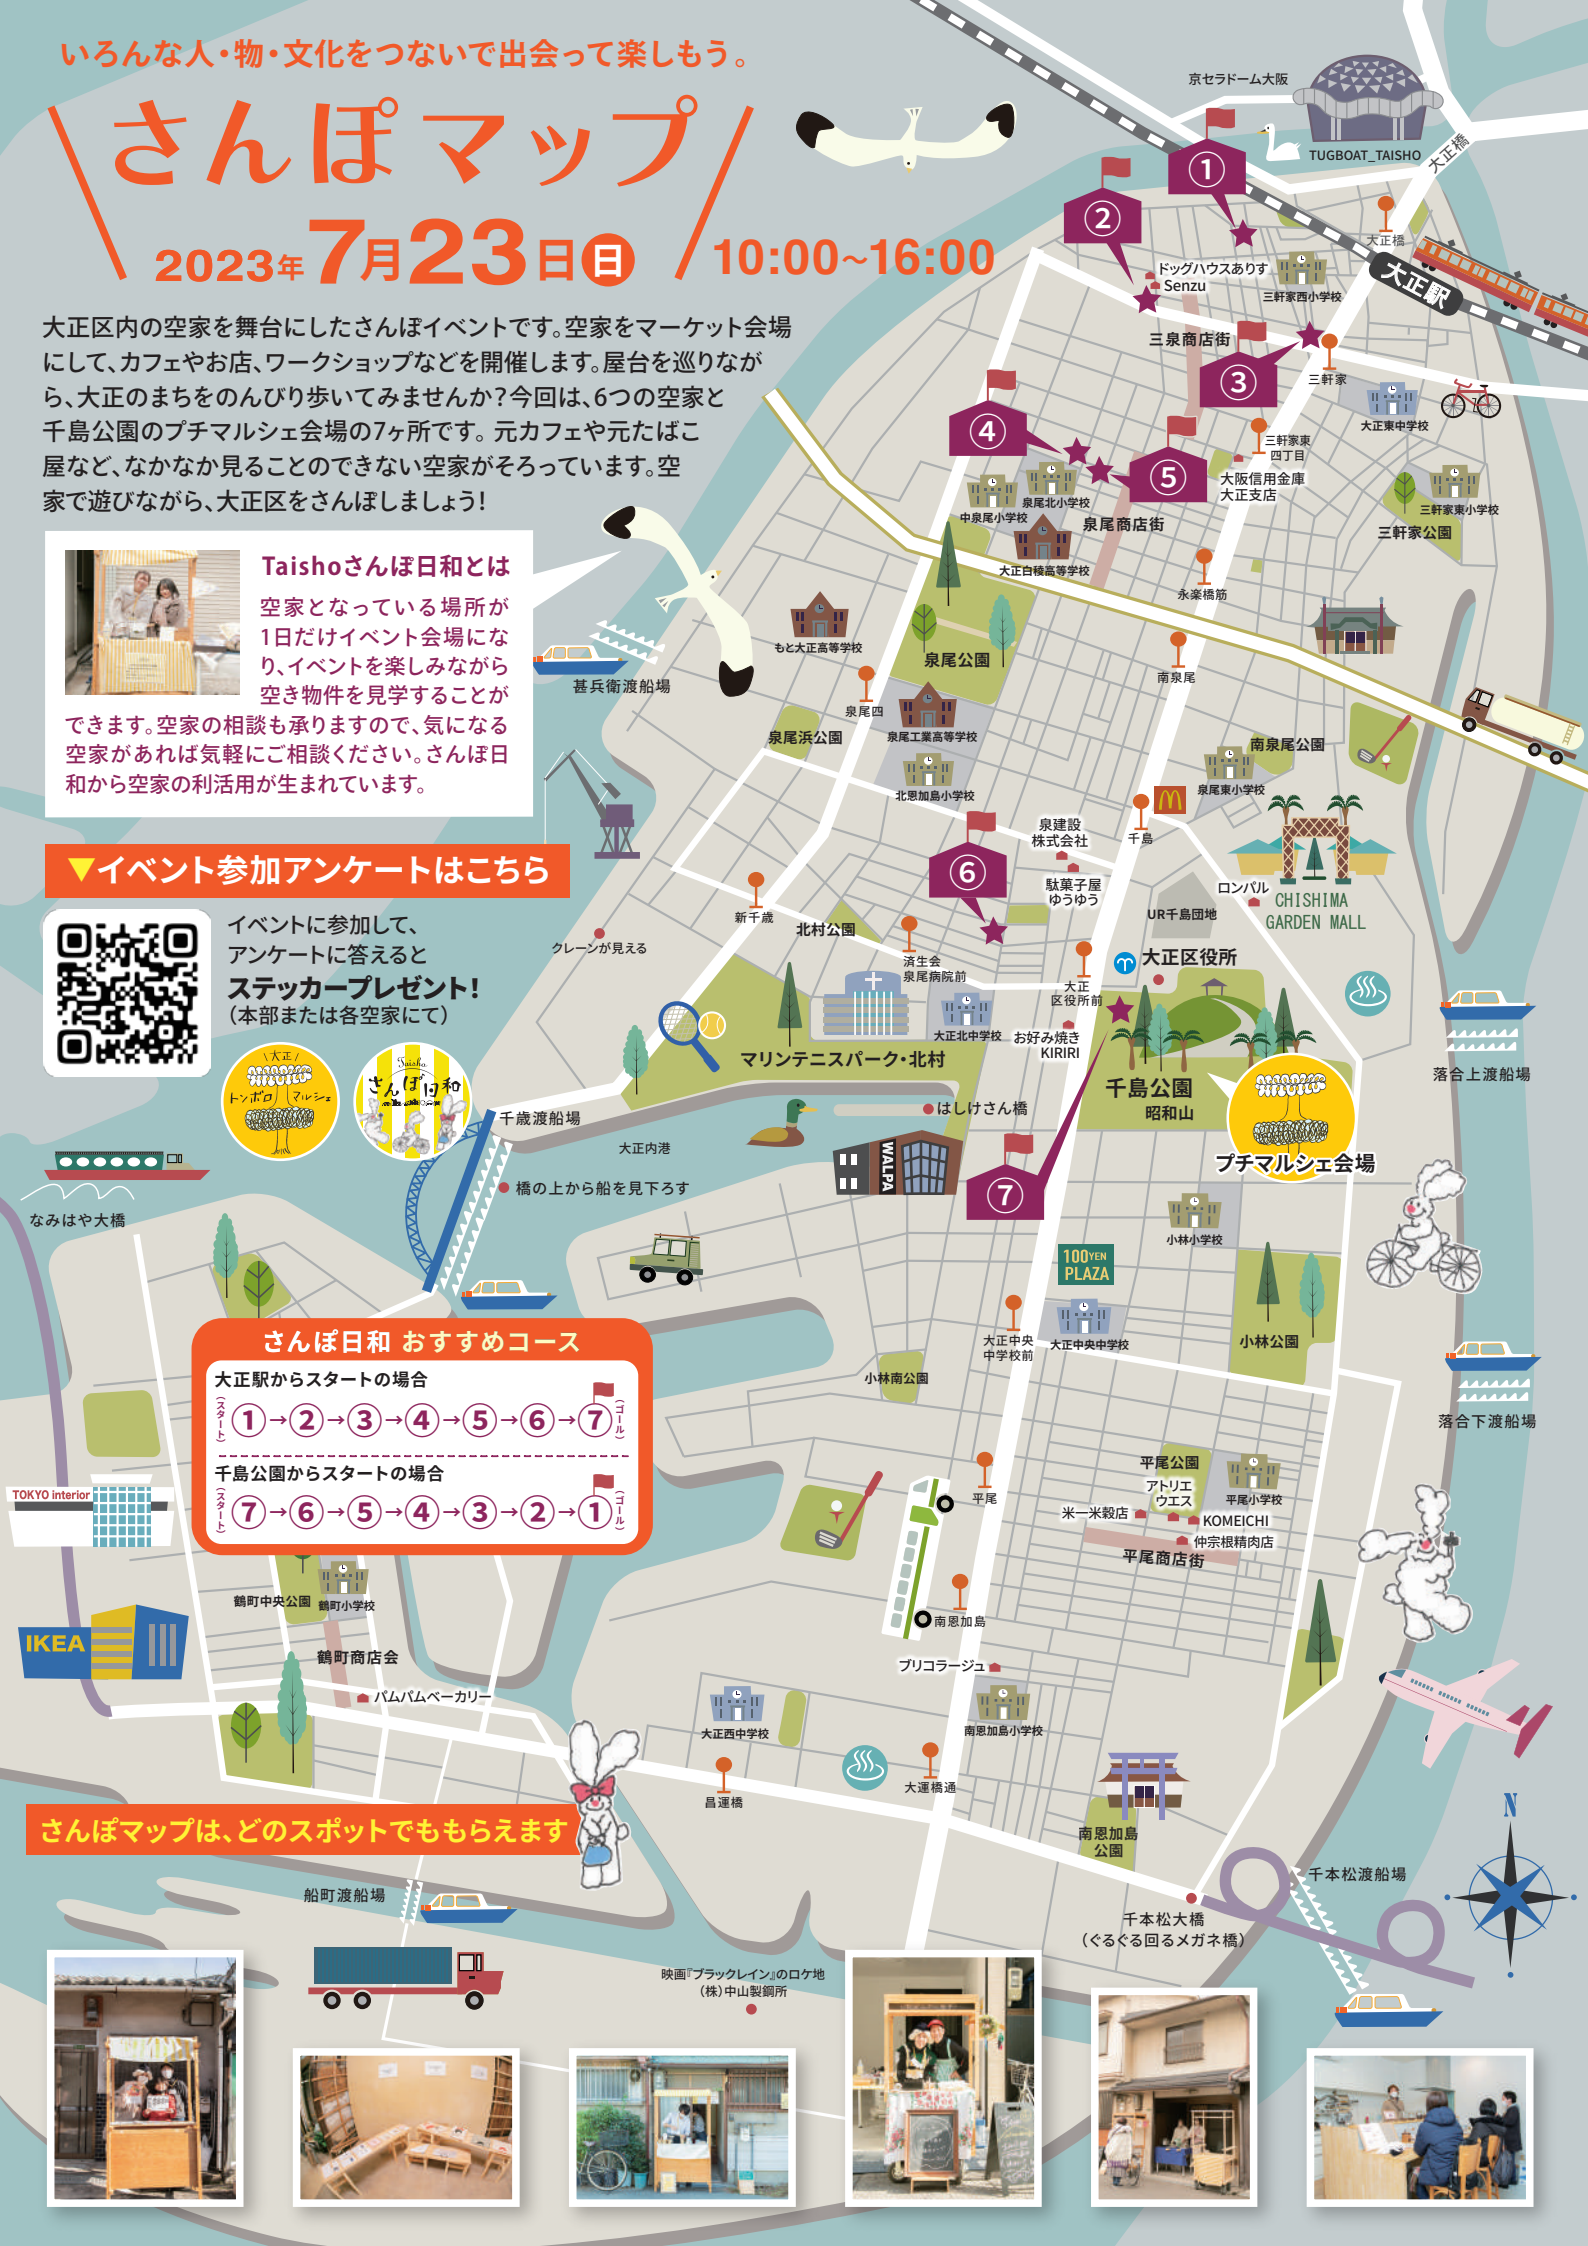 いろんな人・物・文化をつないで出会って楽しもう。
さんぽマップ
2023年7月23日㊐ 10:00〜16:00
大正区内の空家を舞台にしたさんぽイベントです。空家をマーケット会場
にして、カフェやお店、ワークショップなどを開催します。屋台を巡りなが
ら、大正のまちをのんびり歩いてみませんか？今回は、6つの空家と
千島公園のプチマルシェ会場の7ヶ所です。元カフェや元たばこ
屋など、なかなか見ることのできない空家がそろっています。空
家で遊びながら、大正区をさんぽしましょう！
Taishoさんぽ日和とは
空家となっている場所が
1日だけイベント会場にな
り、イベントを楽しみながら
空き物件を見学することが
できます。空家の相談も承りますので、気になる
空家があれば気軽にご相談ください。さんぽ日
和から空家の利活用が生まれています。
▼イベント参加アンケートはこちら
イベントに参加して、
アンケートに答えると
ステッカープレゼント！
（本部または各空家にて）
\大正/
トンボロ マルシェ
Taisho
さんぽ日和
京セラドーム大阪
TUGBOAT_TAISHO
大正橋
①
②
大正橋
大正駅
ドッグハウスありす
Senzu
三軒家西小学校
三泉商店街
③
三軒家
大正東中学校
④
⑤
三軒家東
四丁目
大阪信用金庫
大正支店
泉尾北小学校
中泉尾小学校
泉尾商店街
三軒家東小学校
三軒家公園
大正白稜高等学校
永楽橋筋
もと大正高等学校
泉尾公園
南泉尾
甚兵衛渡船場
泉尾四
泉尾工業高等学校
泉尾浜公園
南泉尾公園
北恩加島小学校
泉尾東小学校
泉建設
株式会社
千島
⑥
駄菓子屋
ゆうゆう
ロンパル
CHISHIMA
GARDEN MALL
UR千島団地
新千歳
北村公園
クレーンが見える
済生会
泉尾病院前
大正区役所
大正
区役所前
大正北中学校
お好み焼き
KIRIRI
マリンテニスパーク・北村
千島公園
昭和山
落合上渡船場
千歳渡船場
はしけさん橋
大正内港
WALPA
プチマルシェ会場
橋の上から船を見下ろす
⑦
なみはや大橋
小林小学校
100YEN
PLAZA
大正中央
中学校前
大正中央中学校
小林公園
小林南公園
落合下渡船場
さんぽ日和 おすすめコース
大正駅からスタートの場合
（スタート）①→②→③→④→⑤→⑥→⑦（ゴール）
千島公園からスタートの場合
（スタート）⑦→⑥→⑤→④→③→②→①（ゴール）
TOKYO interior
平尾公園
アトリエ
ウエス
平尾小学校
平尾
米一米穀店
KOMEICHI
仲宗根精肉店
平尾商店街
鶴町中央公園
鶴町小学校
南恩加島
IKEA
鶴町商店会
ブリコラージュ
パムパムベーカリー
大正西中学校
南恩加島小学校
大運橋通
昌運橋
さんぽマップは、どのスポットでももらえます
南恩加島
公園
N
船町渡船場
千本松渡船場
千本松大橋
（ぐるぐる回るメガネ橋）
映画『ブラックレイン』のロケ地
（株）中山製鋼所